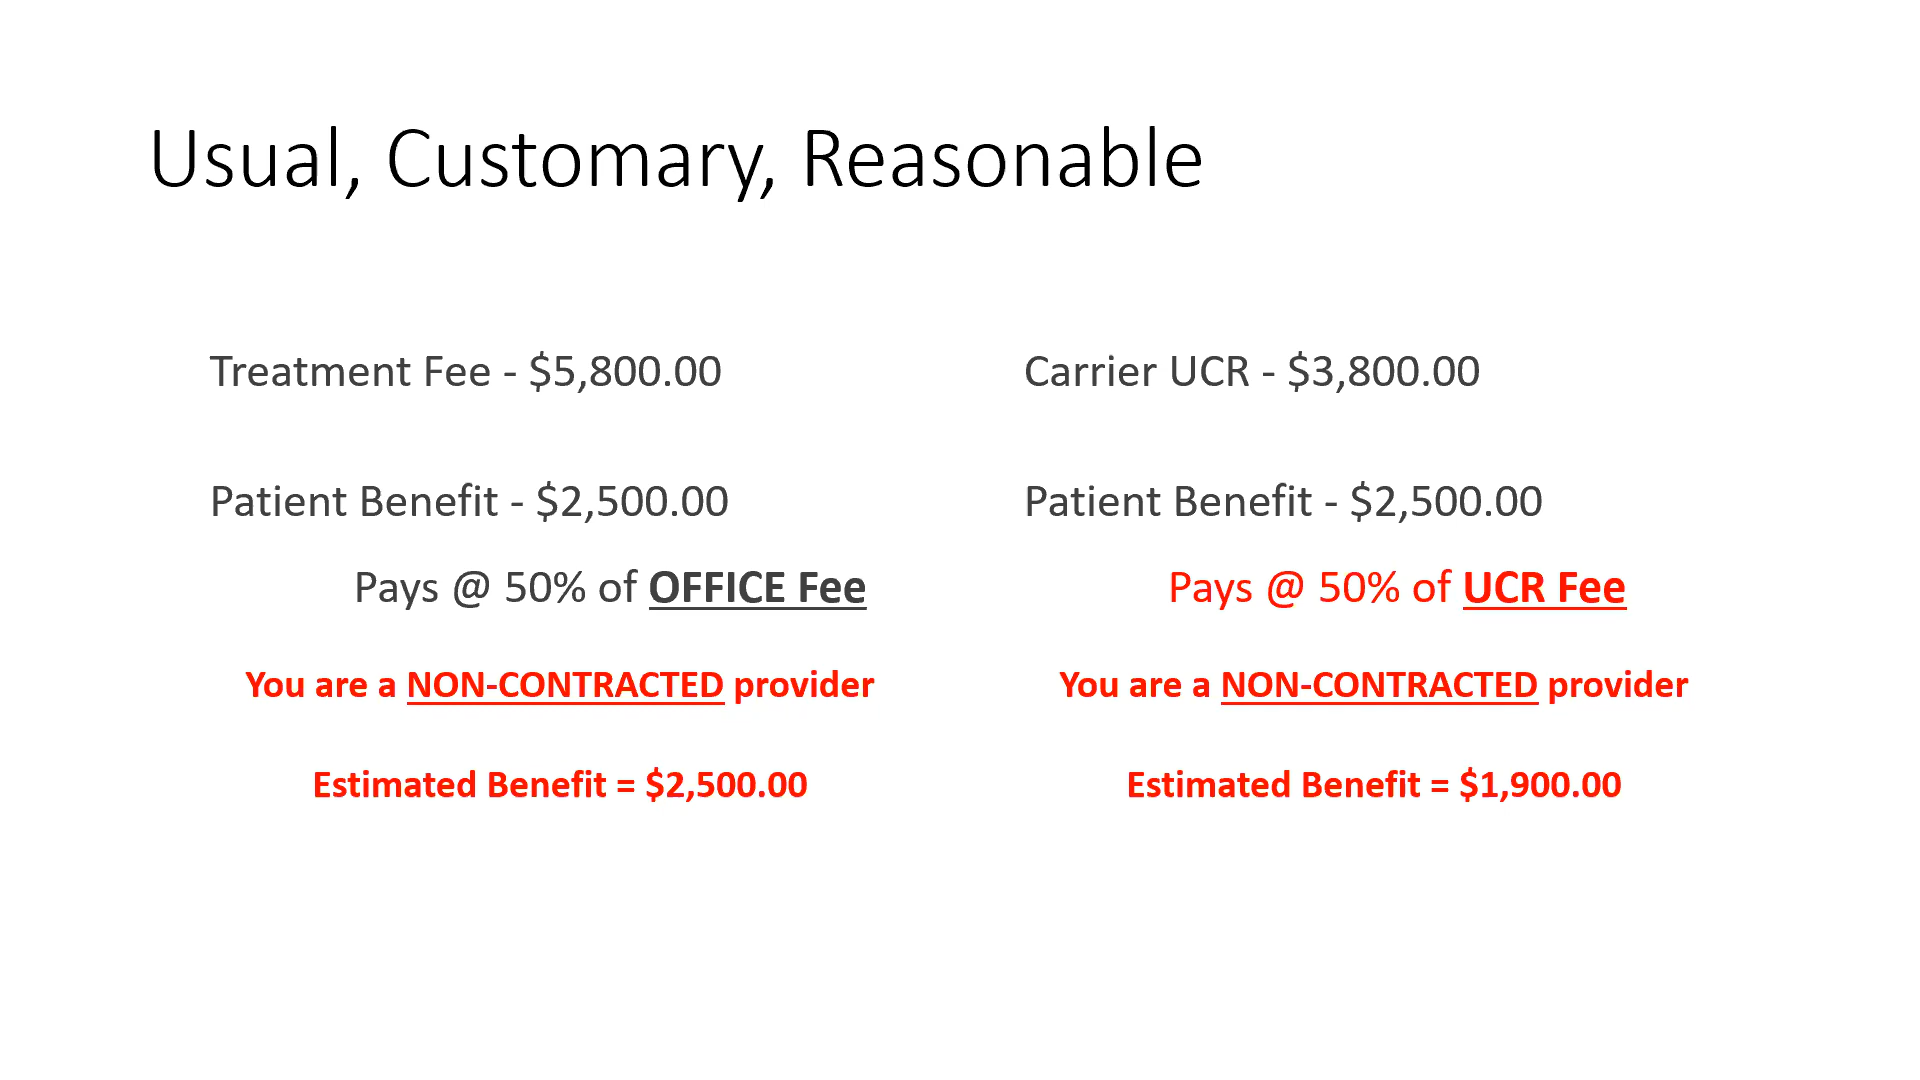 Usual, Customary, Reasonable
Treatment Fee - $5,800.00
Patient Benefit - $2,500.00
Pays @ 50% of OFFICE Fee
You are a NON-CONTRACTED provider
Estimated Benefit = $2,500.00
Carrier UCR - $3,800.00
Patient Benefit - $2,500.00
Pays @ 50% of UCR Fee
You are a NON-CONTRACTED provider
Estimated Benefit = $1,900.00